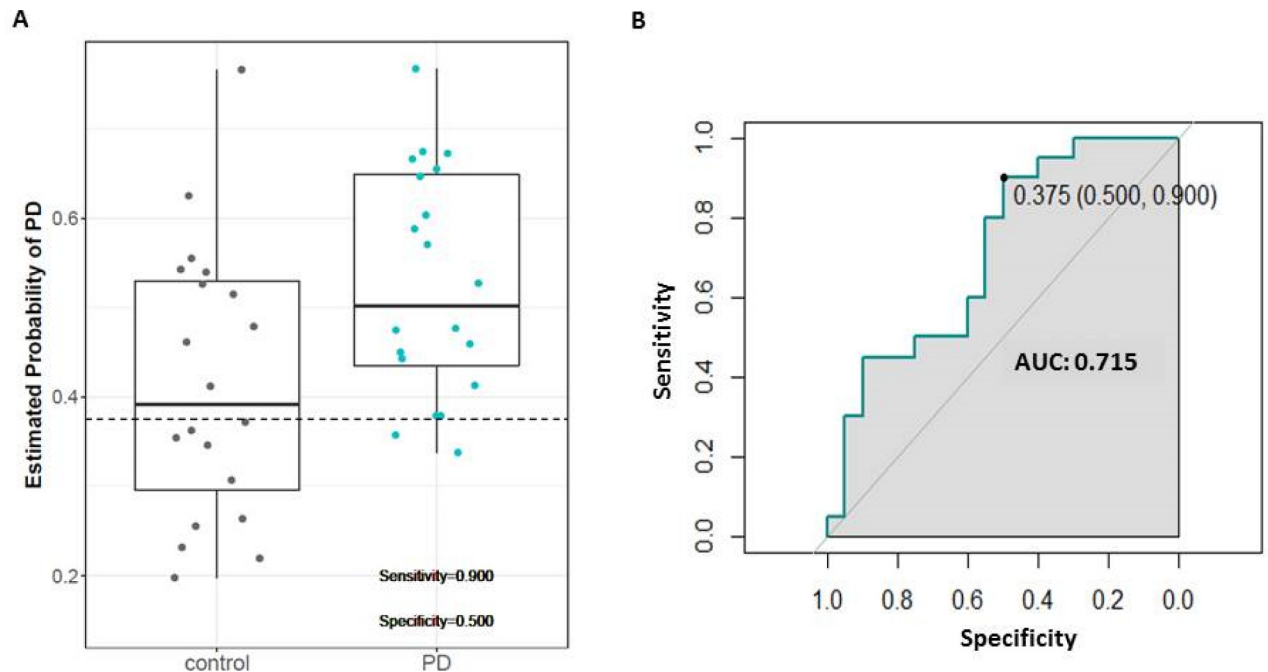 A
Estimated Probability of PD
0.6
0.4
0.2
Sensitivity=0.900
Specificity=0.500
control
PD
B
Sensitivity
1.0
0.8
0.6
0.4
0.2
0.0
0.375 (0.500, 0.900)
AUC: 0.715
1.0 0.8 0.6 0.4 0.2 0.0
Specificity